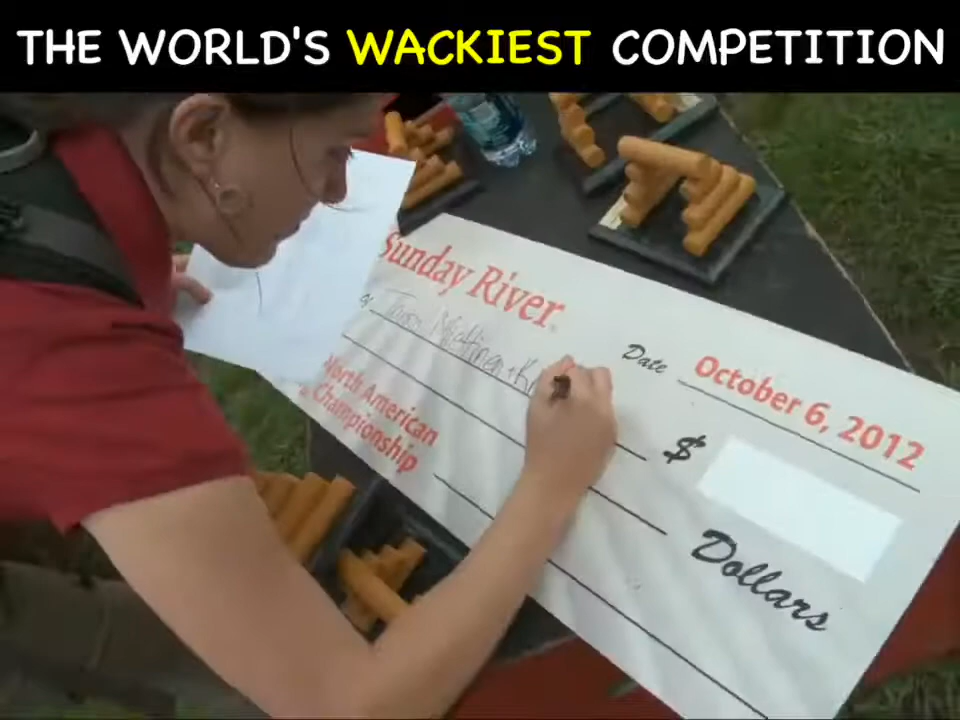 THE WORLD'S WACKIEST COMPETITION
Sunday River
Date October 6, 2012
North American
Championship
$
Dollars